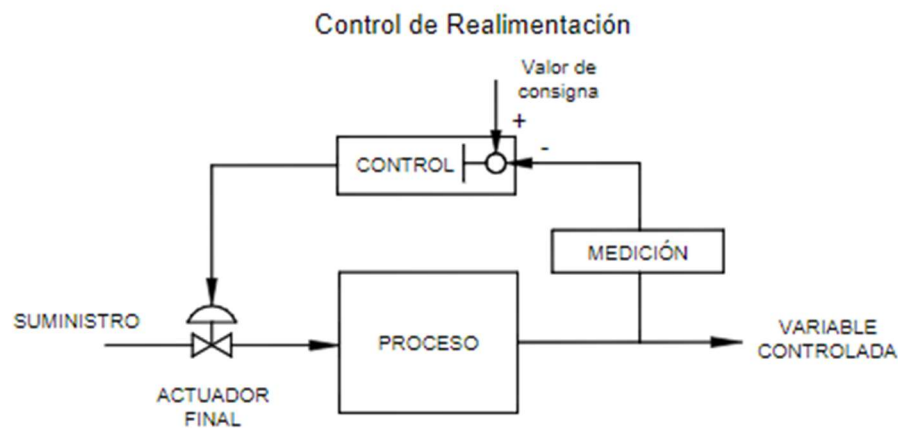 Control de Realimentación
Valor de
consigna
+
-
CONTROL
MEDICIÓN
SUMINISTRO
PROCESO
VARIABLE
CONTROLADA
ACTUADOR
FINAL